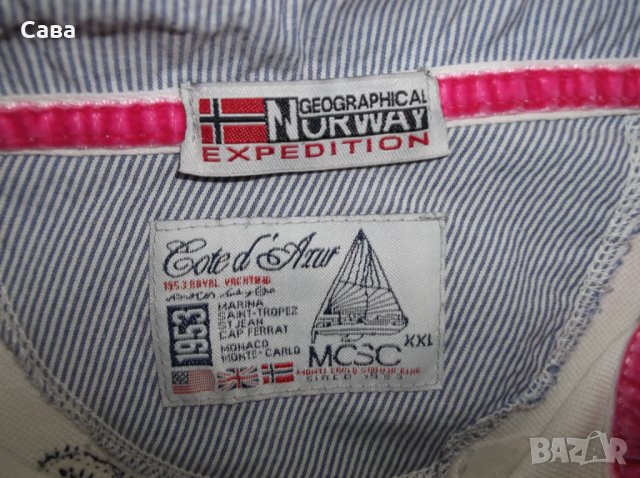 Сава
GEOGRAPHICAL
NORWAY
EXPEDITION
Cote d'Azur
1953 ROYAL YACHTING
1953
MARINA
SAINT-TROPEZ
ST JEAN
CAP FERRAT
MONACO
MONTE-CARLO
XXL
MCSC
SINCE 1953
BAZAR